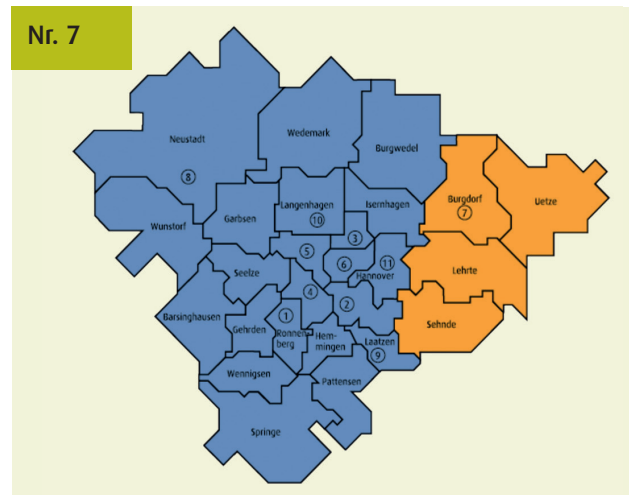 Nr. 7
Neustadt
8
Wedemark
Burgwedel
Wunstorf
Garbsen
Langenhagen
10
Isernhagen
Burgdorf
7
Uetze
3
5
6
11
Hannover
Seelze
4
2
Lehrte
Barsinghausen
Gehrden
1
Ronnen-
berg
Hem-
mingen
Laatzen
9
Sehnde
Wennigsen
Pattensen
Springe